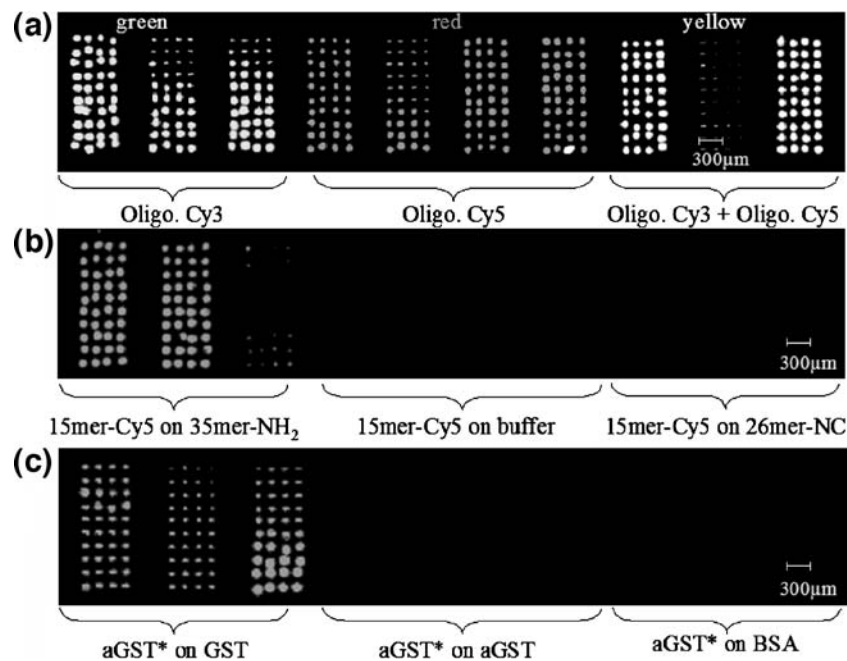 (a) green red yellow
300μm
Oligo. Cy3 Oligo. Cy5 Oligo. Cy3 + Oligo. Cy5
(b)
300μm
15mer-Cy5 on 35mer-NH₂ 15mer-Cy5 on buffer 15mer-Cy5 on 26mer-NC
(c)
300μm
aGST* on GST aGST* on aGST aGST* on BSA